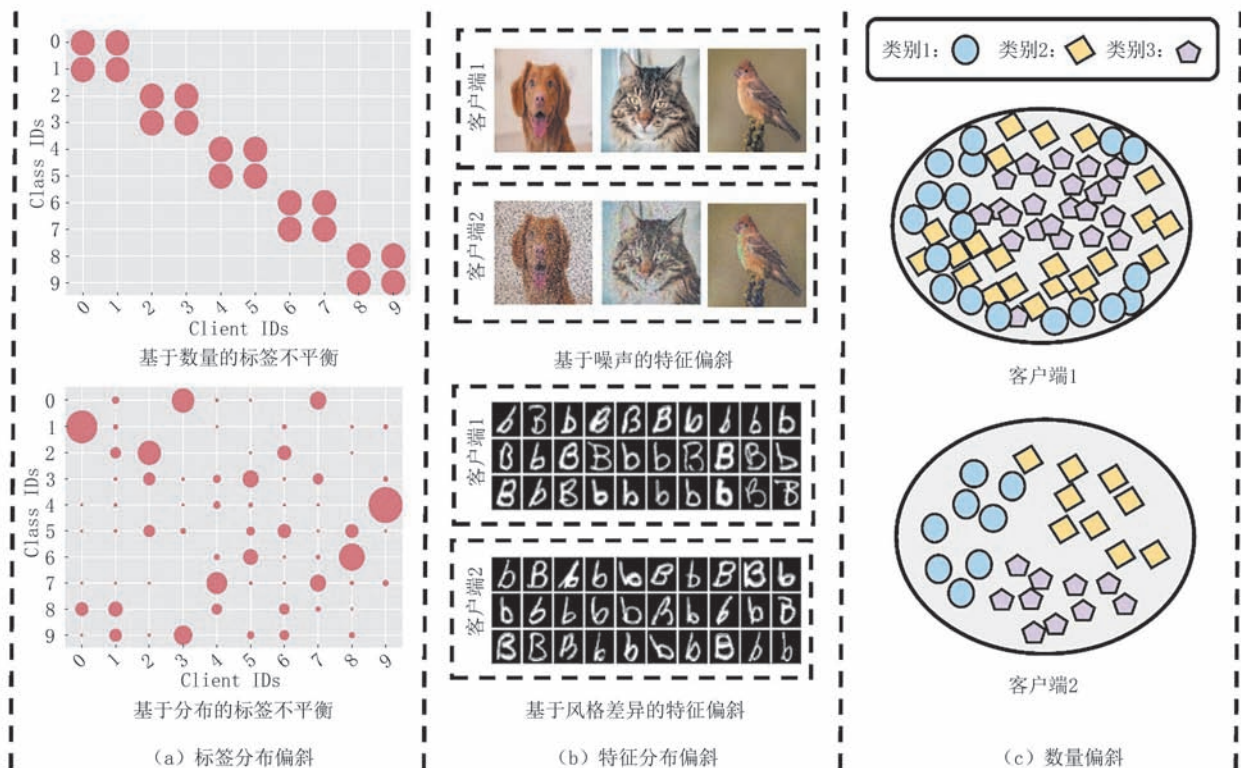 0
1
2
3
4
5
6
7
8
9
Class IDs
0 1 2 3 4 5 6 7 8 9
Client IDs
基于数量的标签不平衡
0
1
2
3
4
5
6
7
8
9
Class IDs
0 1 2 3 4 5 6 7 8 9
Client IDs
基于分布的标签不平衡
(a) 标签分布偏斜
客户端1
客户端2
基于噪声的特征偏斜
客户端1
b B b B B B b b b b
B b B B b b B B B b
B b B b b b b b B B
客户端2
b B b b b B b B B b
b b b b b B b b b B
B B B b b b b B b b
基于风格差异的特征偏斜
(b) 特征分布偏斜
类别1: 类别2: 类别3:
客户端1
客户端2
(c) 数量偏斜